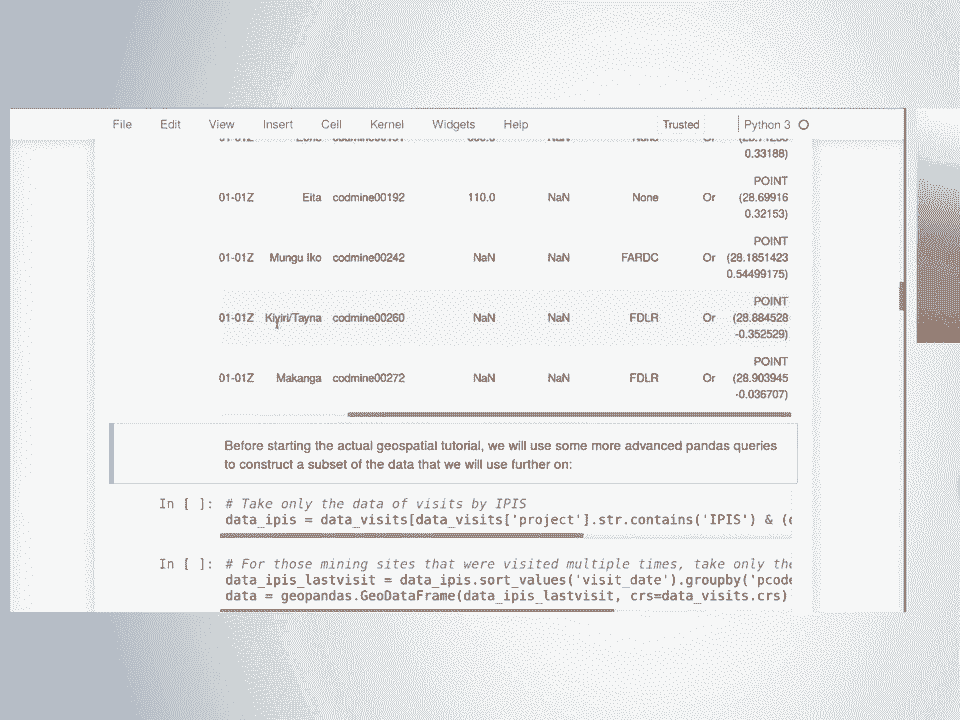 File Edit View Insert Cell Kernel Widgets Help Trusted Python 3
0.33188)
POINT
01-01Z Eita codmine00192 110.0 NaN None Or (28.69916
0.32153)
POINT
01-01Z Mungu Iko codmine00242 NaN NaN FARDC Or (28.1851423
0.54499175)
POINT
01-01Z Kiyiri/Tayna codmine00260 NaN NaN FDLR Or (28.884528
-0.352529)
POINT
01-01Z Makanga codmine00272 NaN NaN FDLR Or (28.903945
-0.036707)
Before starting the actual geospatial tutorial, we will use some more advanced pandas queries
to construct a subset of the data that we will use further on:
In [ ]: # Take only the data of visits by IPIS
data_ipis = data_visits[data_visits['project'].str.contains('IPIS') & (
In [ ]: # For those mining sites that were visited multiple times, take only the
data_ipis_lastvisit = data_ipis.sort_values('visit_date').groupby('pcode
data = geopandas.GeoDataFrame(data_ipis_lastvisit, crs=data_visits.crs)